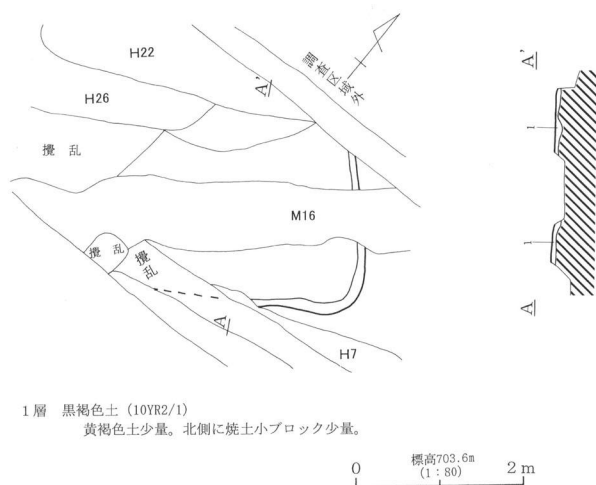 H22
A'
調査区域外
A'
H26
攪乱
1
M16
攪乱
攪乱
1
A
A
H7
1層 黒褐色土 (10YR2/1)
黄褐色土少量。北側に焼土小ブロック少量。
標高703.6m
(1:80)
0 2m